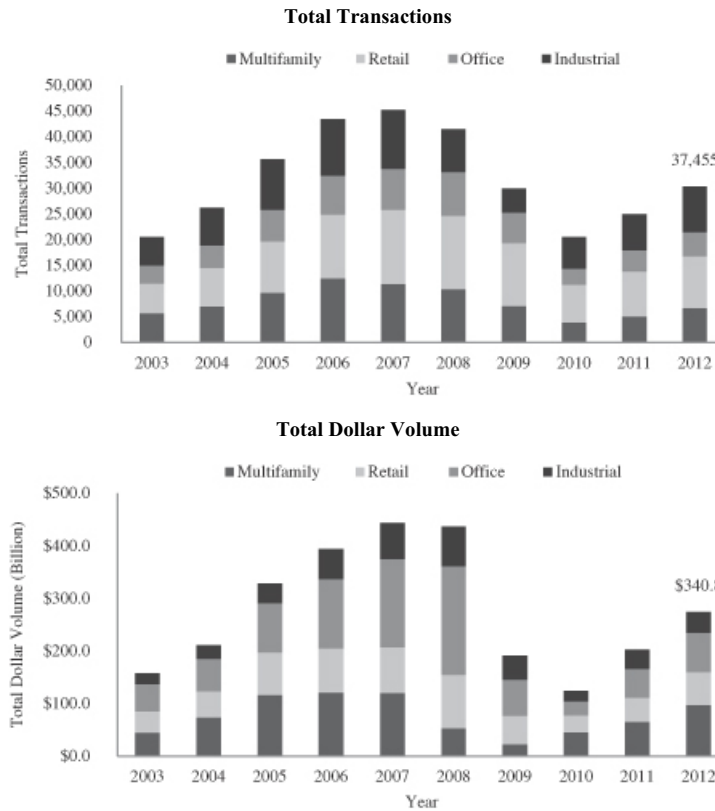 Total Transactions
Multifamily Retail Office Industrial
50,000
45,000
40,000
35,000
30,000
25,000
20,000
15,000
10,000
5,000
0
Total Transactions
37,455
2003 2004 2005 2006 2007 2008 2009 2010 2011 2012
Year
Total Dollar Volume
Multifamily Retail Office Industrial
$500.0
$400.0
$300.0
$200.0
$100.0
$0.0
Total Dollar Volume (Billion)
$340.8
2003 2004 2005 2006 2007 2008 2009 2010 2011 2012
Year